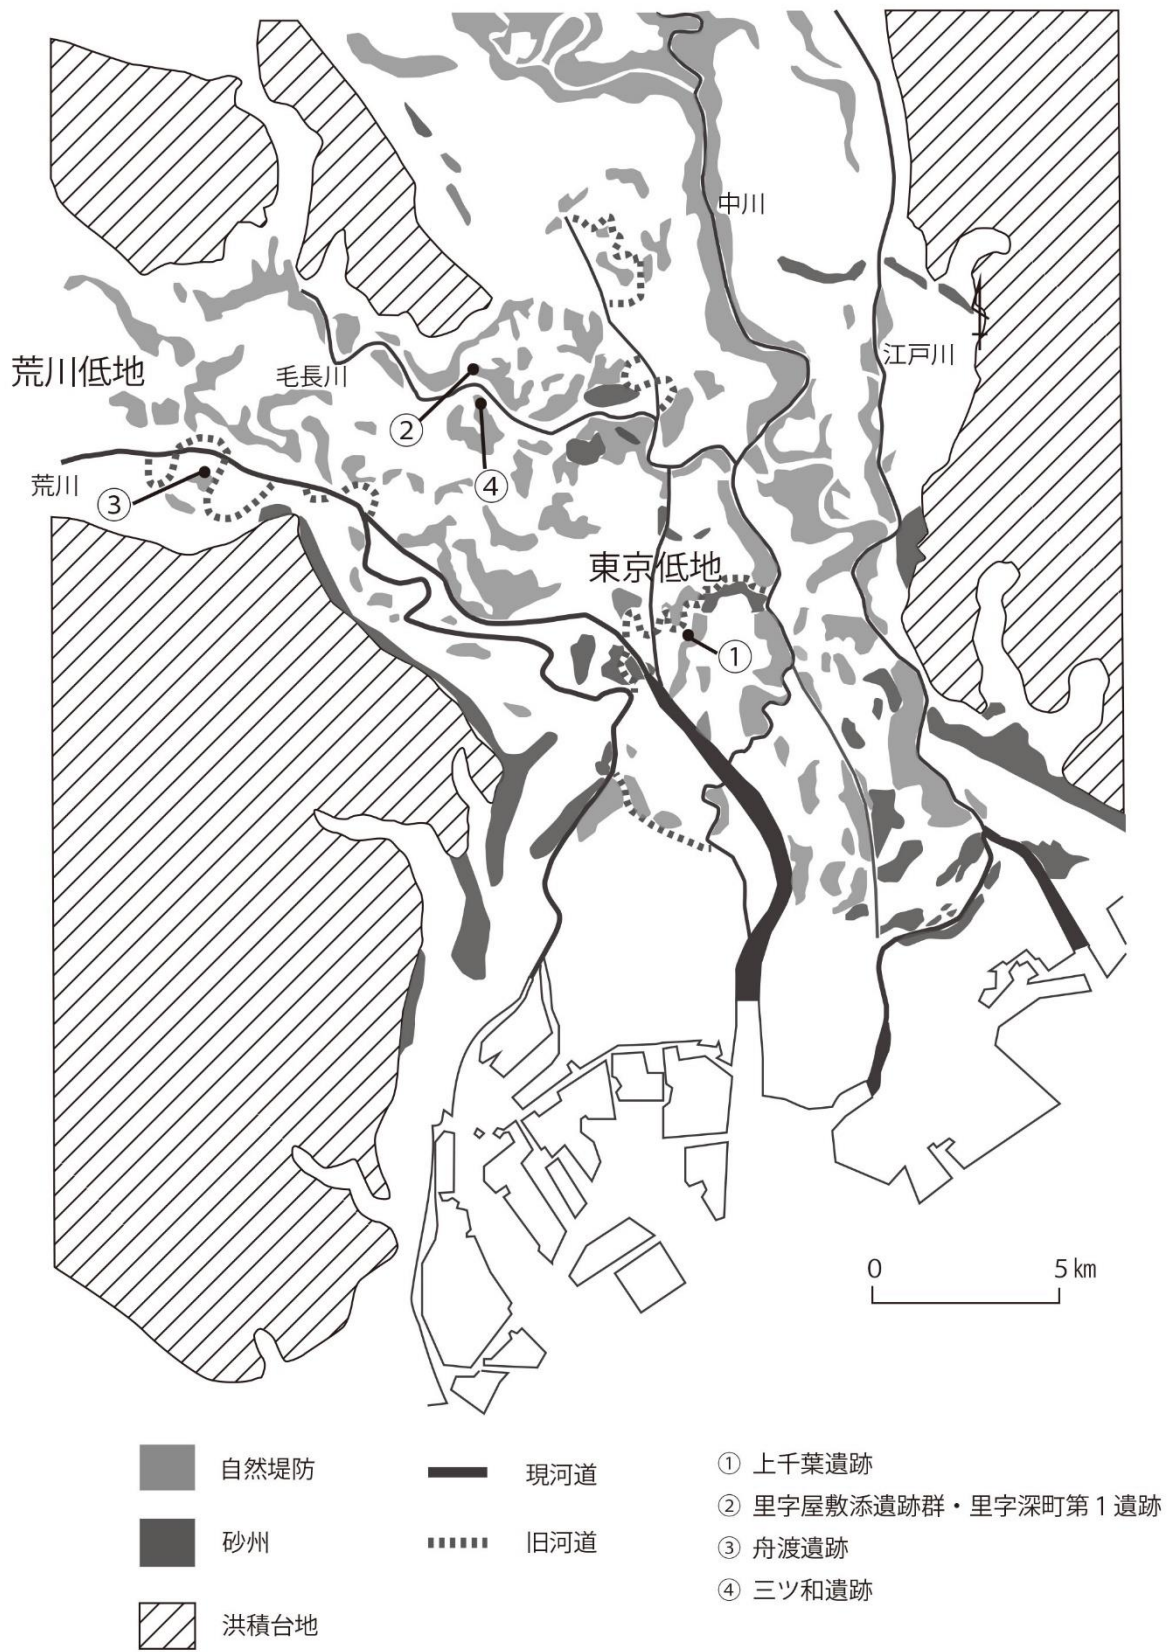 中川
江戸川
荒川低地
毛長川
②
④
荒川
③
東京低地
①
0 5㎞
自然堤防
砂州
洪積台地
現河道
旧河道
① 上千葉遺跡
② 里字屋敷添遺跡群・里字深町第1遺跡
③ 舟渡遺跡
④ 三ツ和遺跡